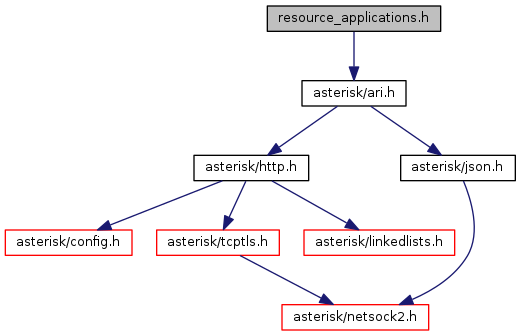 resource_applications.h
asterisk/ari.h
asterisk/http.h
asterisk/json.h
asterisk/config.h
asterisk/tcptls.h
asterisk/linkedlists.h
asterisk/netsock2.h